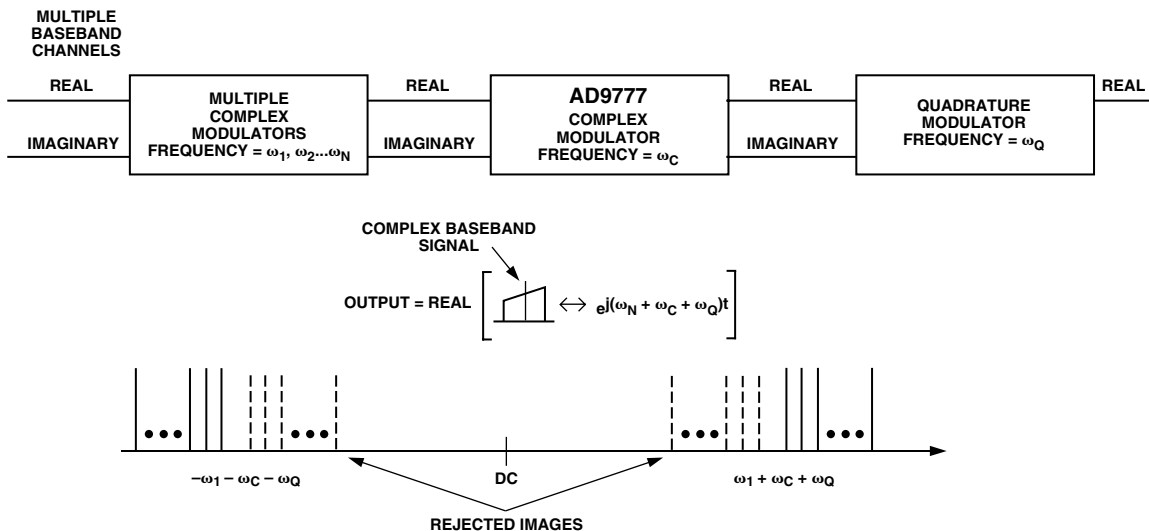 MULTIPLE
BASEBAND
CHANNELS
REAL
IMAGINARY
MULTIPLE
COMPLEX
MODULATORS
FREQUENCY = ω1, ω2...ωN
REAL
IMAGINARY
AD9777
COMPLEX
MODULATOR
FREQUENCY = ωC
REAL
IMAGINARY
QUADRATURE
MODULATOR
FREQUENCY = ωQ
REAL
COMPLEX BASEBAND
SIGNAL
OUTPUT = REAL [ ↔ ej(ωN + ωC + ωQ)t ]
–ω1 – ωC – ωQ
DC
ω1 + ωC + ωQ
REJECTED IMAGES